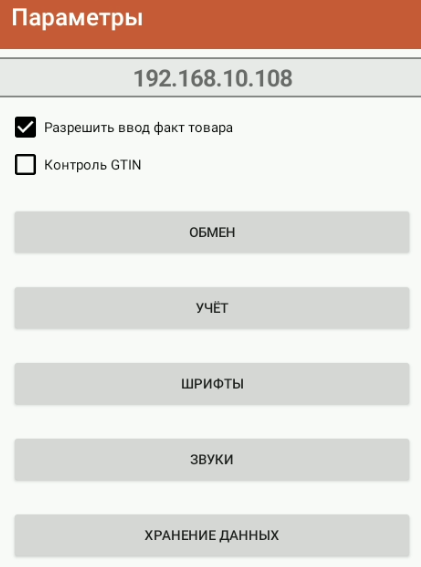 Параметры
192.168.10.108
Разрешить ввод факт товара
Контроль GTIN
ОБМЕН
УЧЁТ
ШРИФТЫ
ЗВУКИ
ХРАНЕНИЕ ДАННЫХ